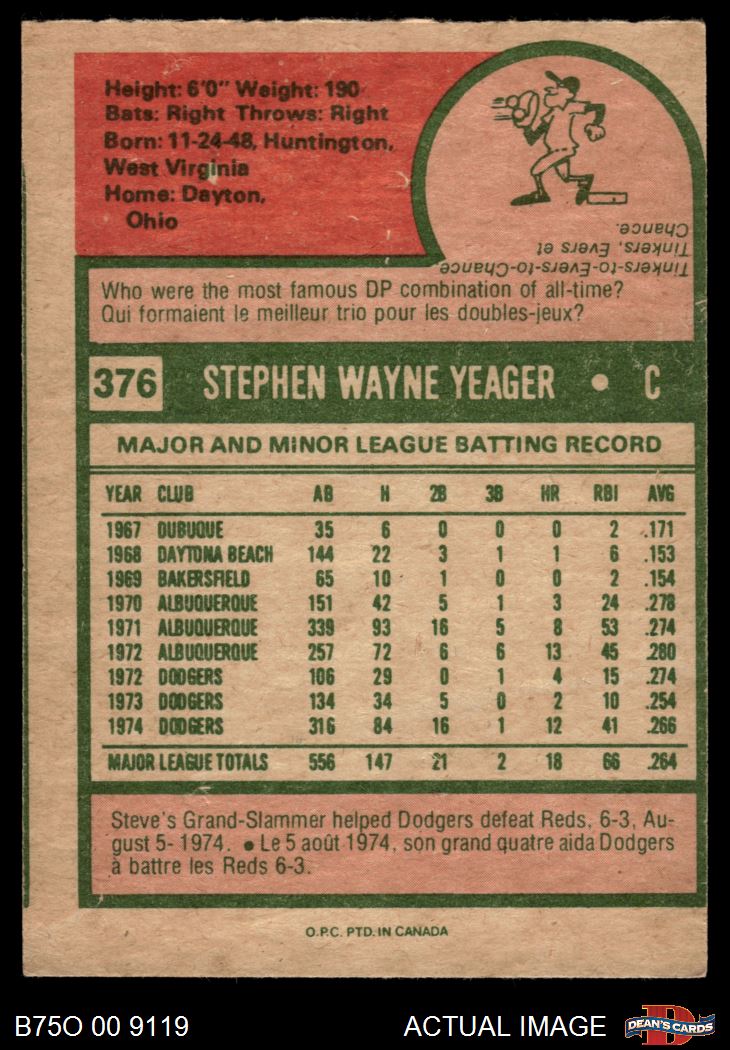 Height: 6'0" Weight: 190
Bats: Right Throws: Right
Born: 11-24-48, Huntington,
West Virginia
Home: Dayton,
Ohio
Tinkers-to-Evers-to-Chance
Tinkers, Evers et
Chance.
Who were the most famous DP combination of all-time?
Qui formaient le meilleur trio pour les doubles-jeux?
376 STEPHEN WAYNE YEAGER • C
MAJOR AND MINOR LEAGUE BATTING RECORD
YEAR CLUB AB H 2B 3B HR RBI AVG
1967 DUBUQUE 35 6 0 0 0 2 .171
1968 DAYTONA BEACH 144 22 3 1 1 6 .153
1969 BAKERSFIELD 65 10 1 0 0 2 .154
1970 ALBUQUERQUE 151 42 5 1 3 24 .278
1971 ALBUQUERQUE 339 93 16 5 8 53 .274
1972 ALBUQUERQUE 257 72 6 6 13 45 .280
1972 DODGERS 106 29 0 1 4 15 .274
1973 DODGERS 134 34 5 0 2 10 .254
1974 DODGERS 316 84 16 1 12 41 .266
MAJOR LEAGUE TOTALS 556 147 21 2 18 66 .264
Steve's Grand-Slammer helped Dodgers defeat Reds, 6-3, Au-
gust 5- 1974. • Le 5 août 1974, son grand quatre aida Dodgers
à battre les Reds 6-3.
O.P.C. PTD. IN CANADA
B75O 00 9119 ACTUAL IMAGE D DEAN'S CARDS